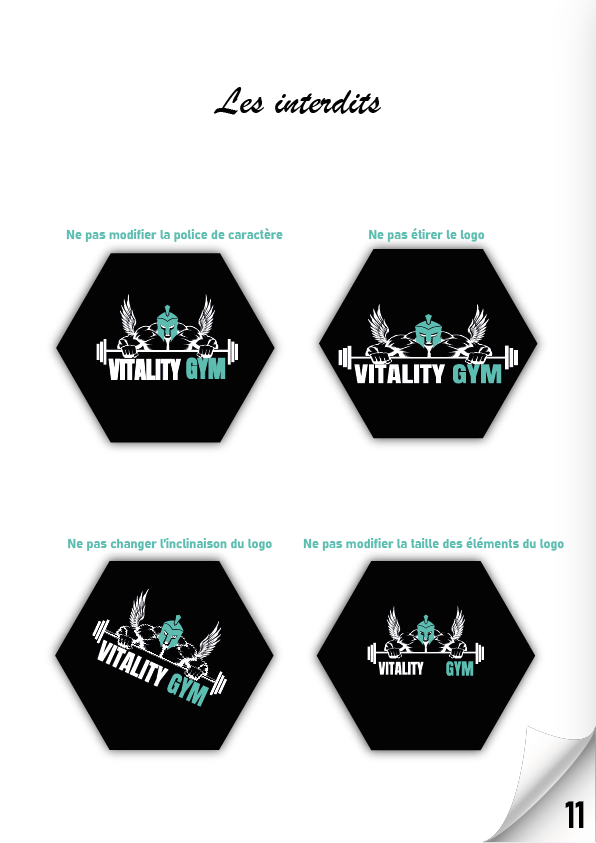 Les interdits
Ne pas modifier la police de caractère
Ne pas étirer le logo
VITALITY GYM
VITALITY GYM
Ne pas changer l'inclinaison du logo
Ne pas modifier la taille des éléments du logo
VITALITY GYM
VITALITY GYM
11